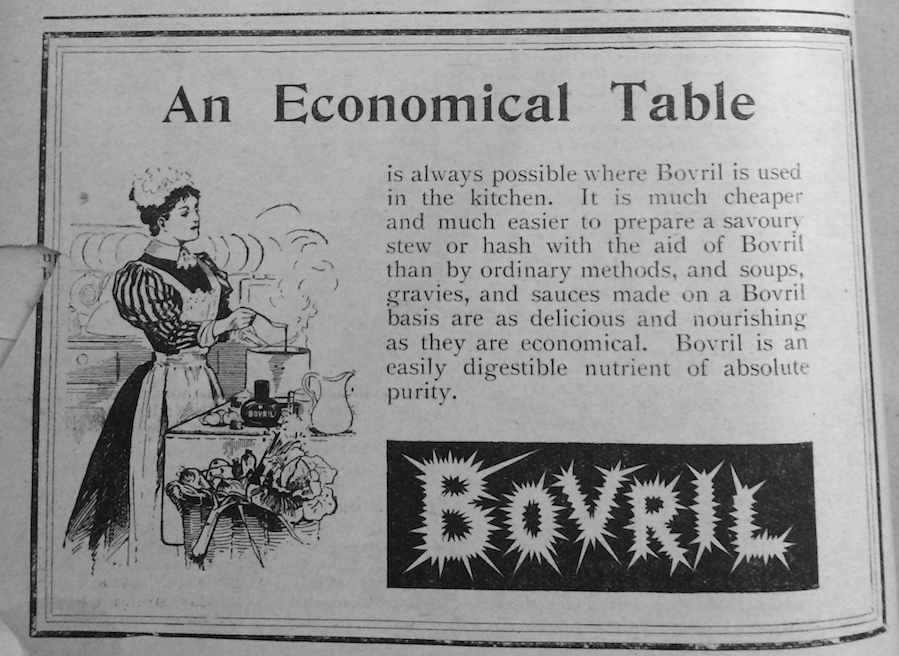 An Economical Table
is always possible where Bovril is used
in the kitchen. It is much cheaper
and much easier to prepare a savoury
stew or hash with the aid of Bovril
than by ordinary methods, and soups,
gravies, and sauces made on a Bovril
basis are as delicious and nourishing
as they are economical. Bovril is an
easily digestible nutrient of absolute
purity.
BOVRIL
BOVRIL